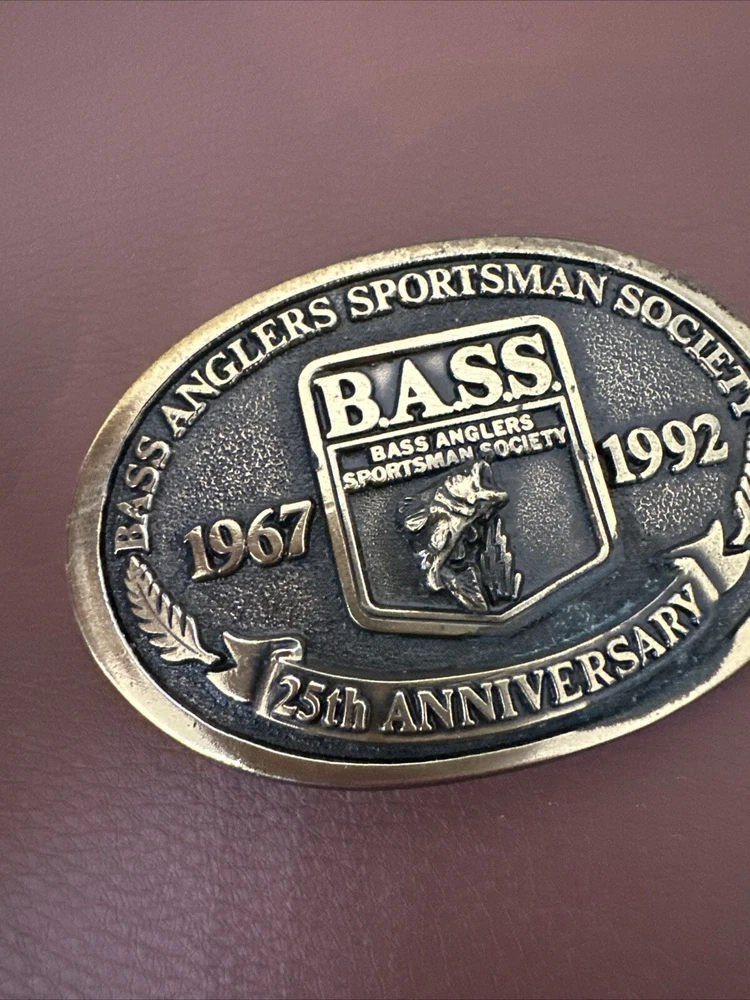 BASS ANGLERS SPORTSMAN SOCIETY
B.A.S.S.
BASS ANGLERS
SPORTSMAN SOCIETY
1967
1992
25th ANNIVERSARY